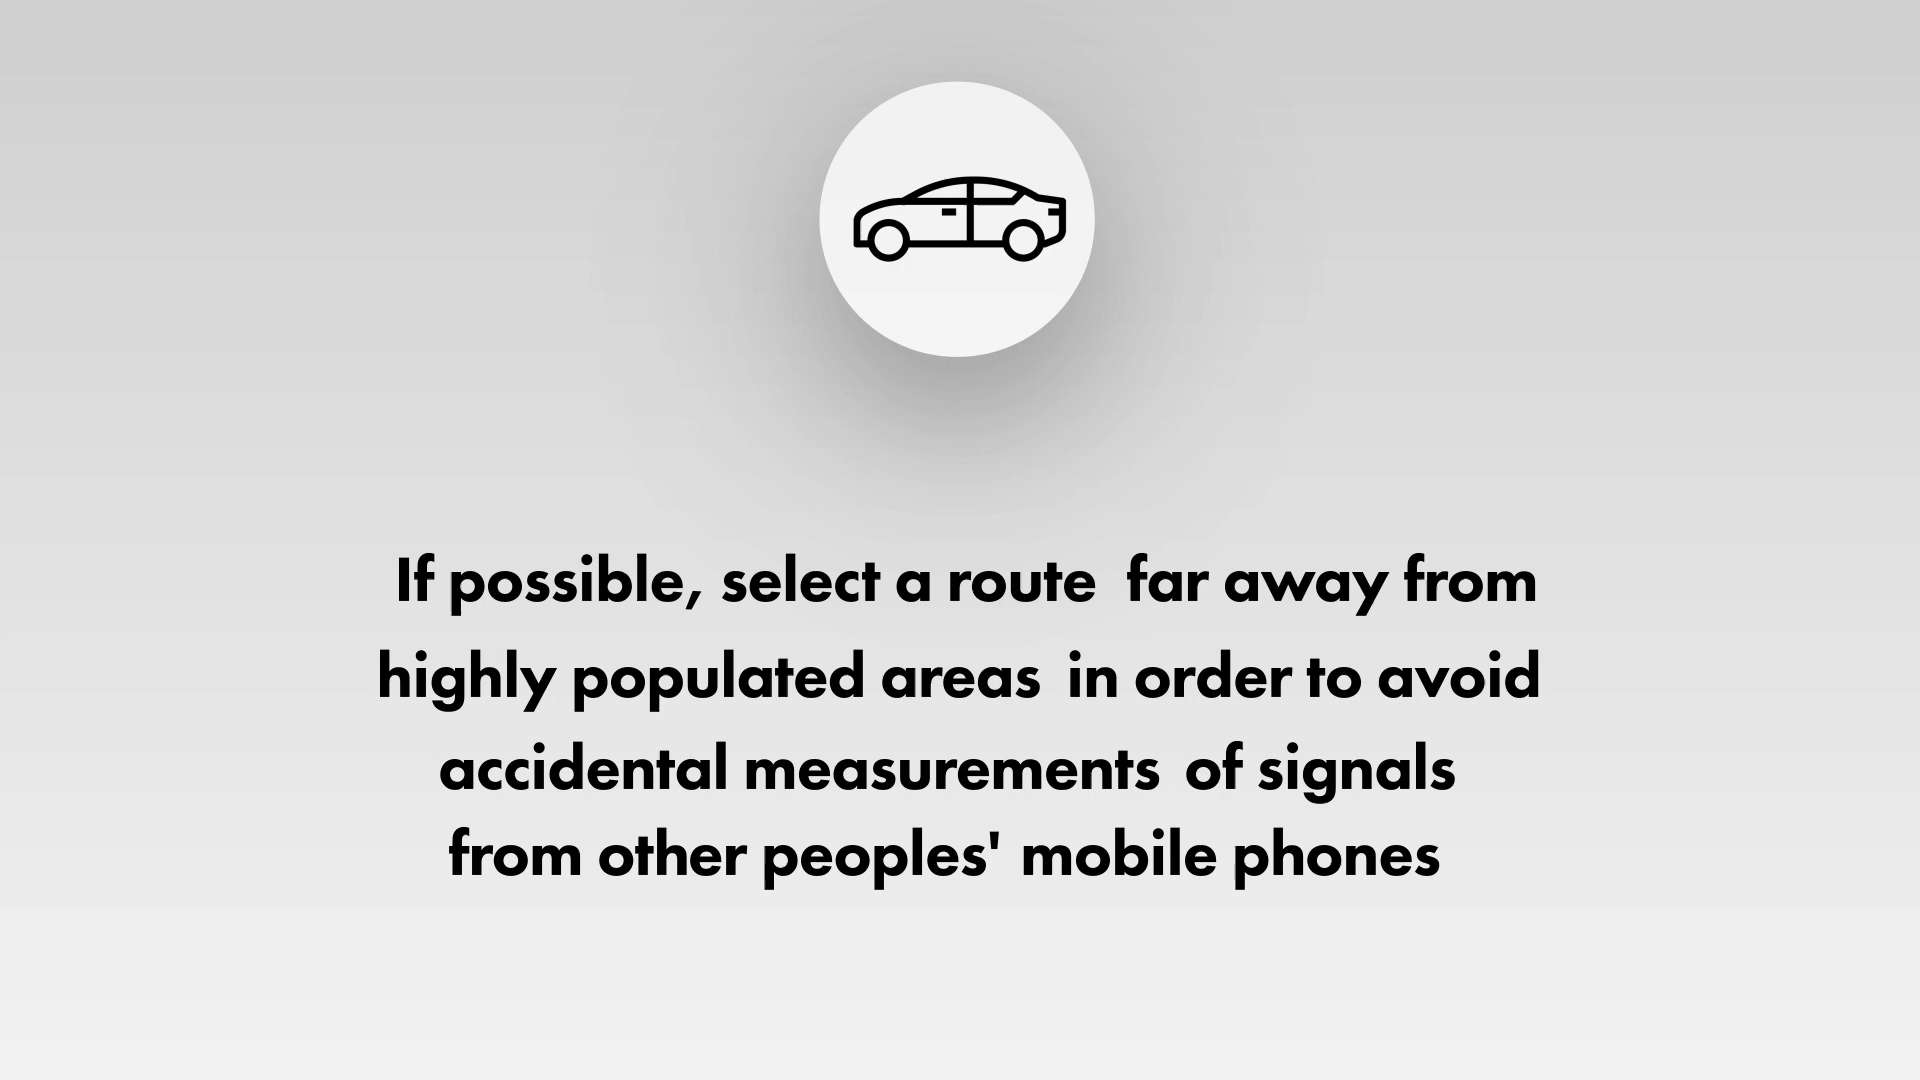 If possible, select a route far away from
highly populated areas in order to avoid
accidental measurements of signals
from other peoples' mobile phones